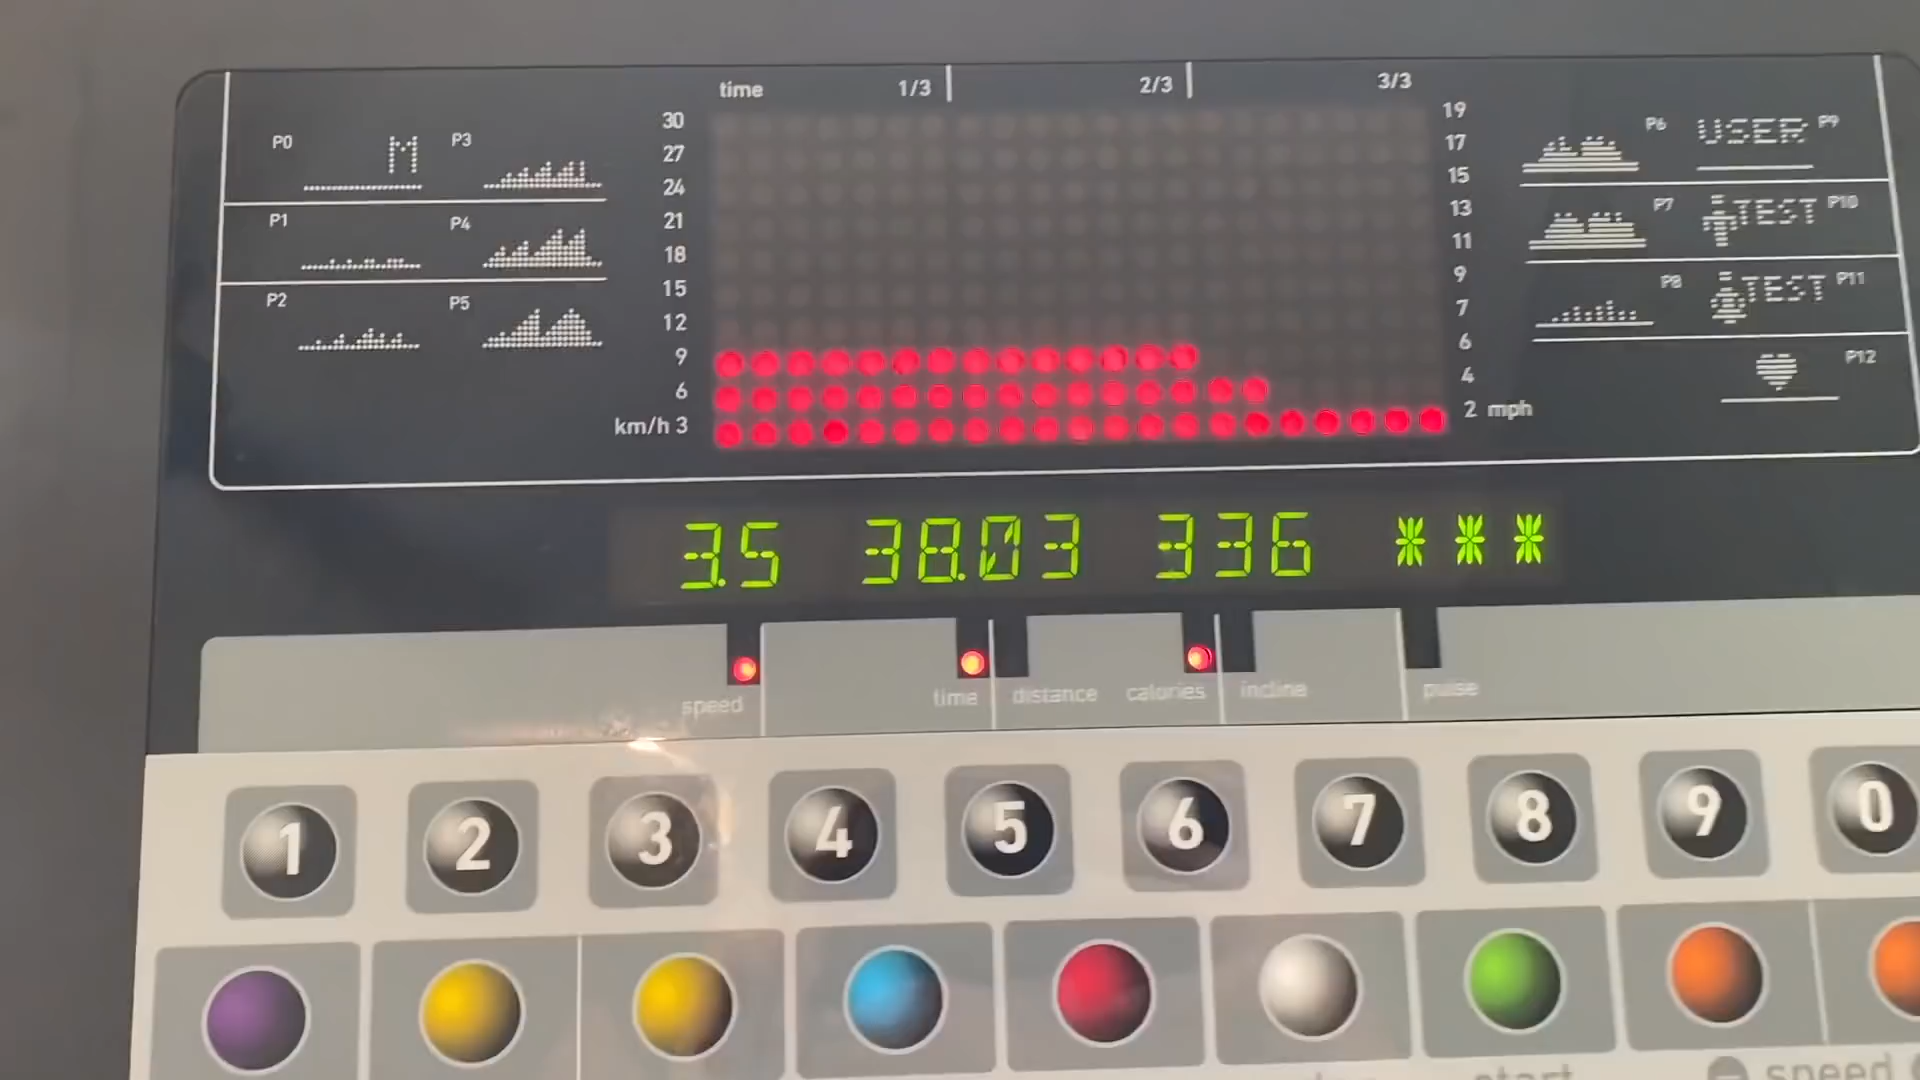 time 1/3 2/3 3/3
P0 M P3 30 19 P6 USER P9
27 17
24 15
P1 P4 21 13 P7 TEST P10
18 11
P2 P5 15 9 P8 TEST P11
12 7
9 6 P12
6 4
km/h 3 2 mph
3.5 38.03 336 ***
speed time distance calories incline pulse
1 2 3 4 5 6 7 8 9 0
start speed